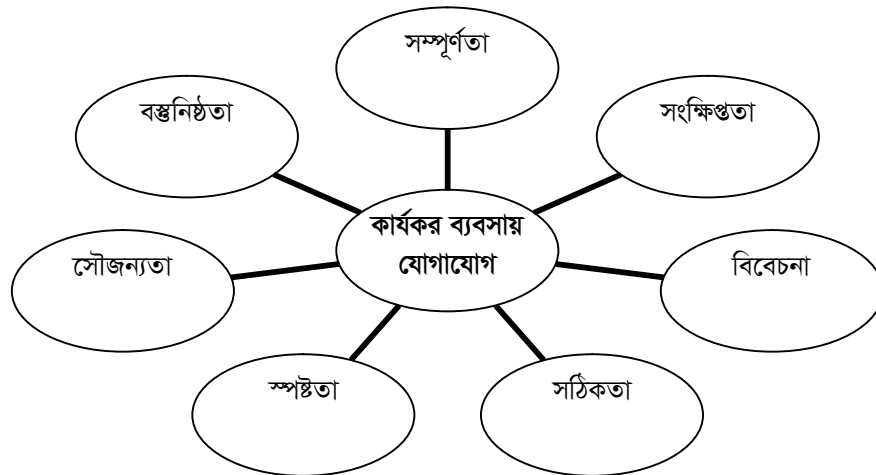 সম্পূর্ণতা
বস্তুনিষ্ঠতা
সংক্ষিপ্ততা
কার্যকর ব্যবসায়
যোগাযোগ
সৌজন্যতা
বিবেচনা
স্পষ্টতা
সঠিকতা